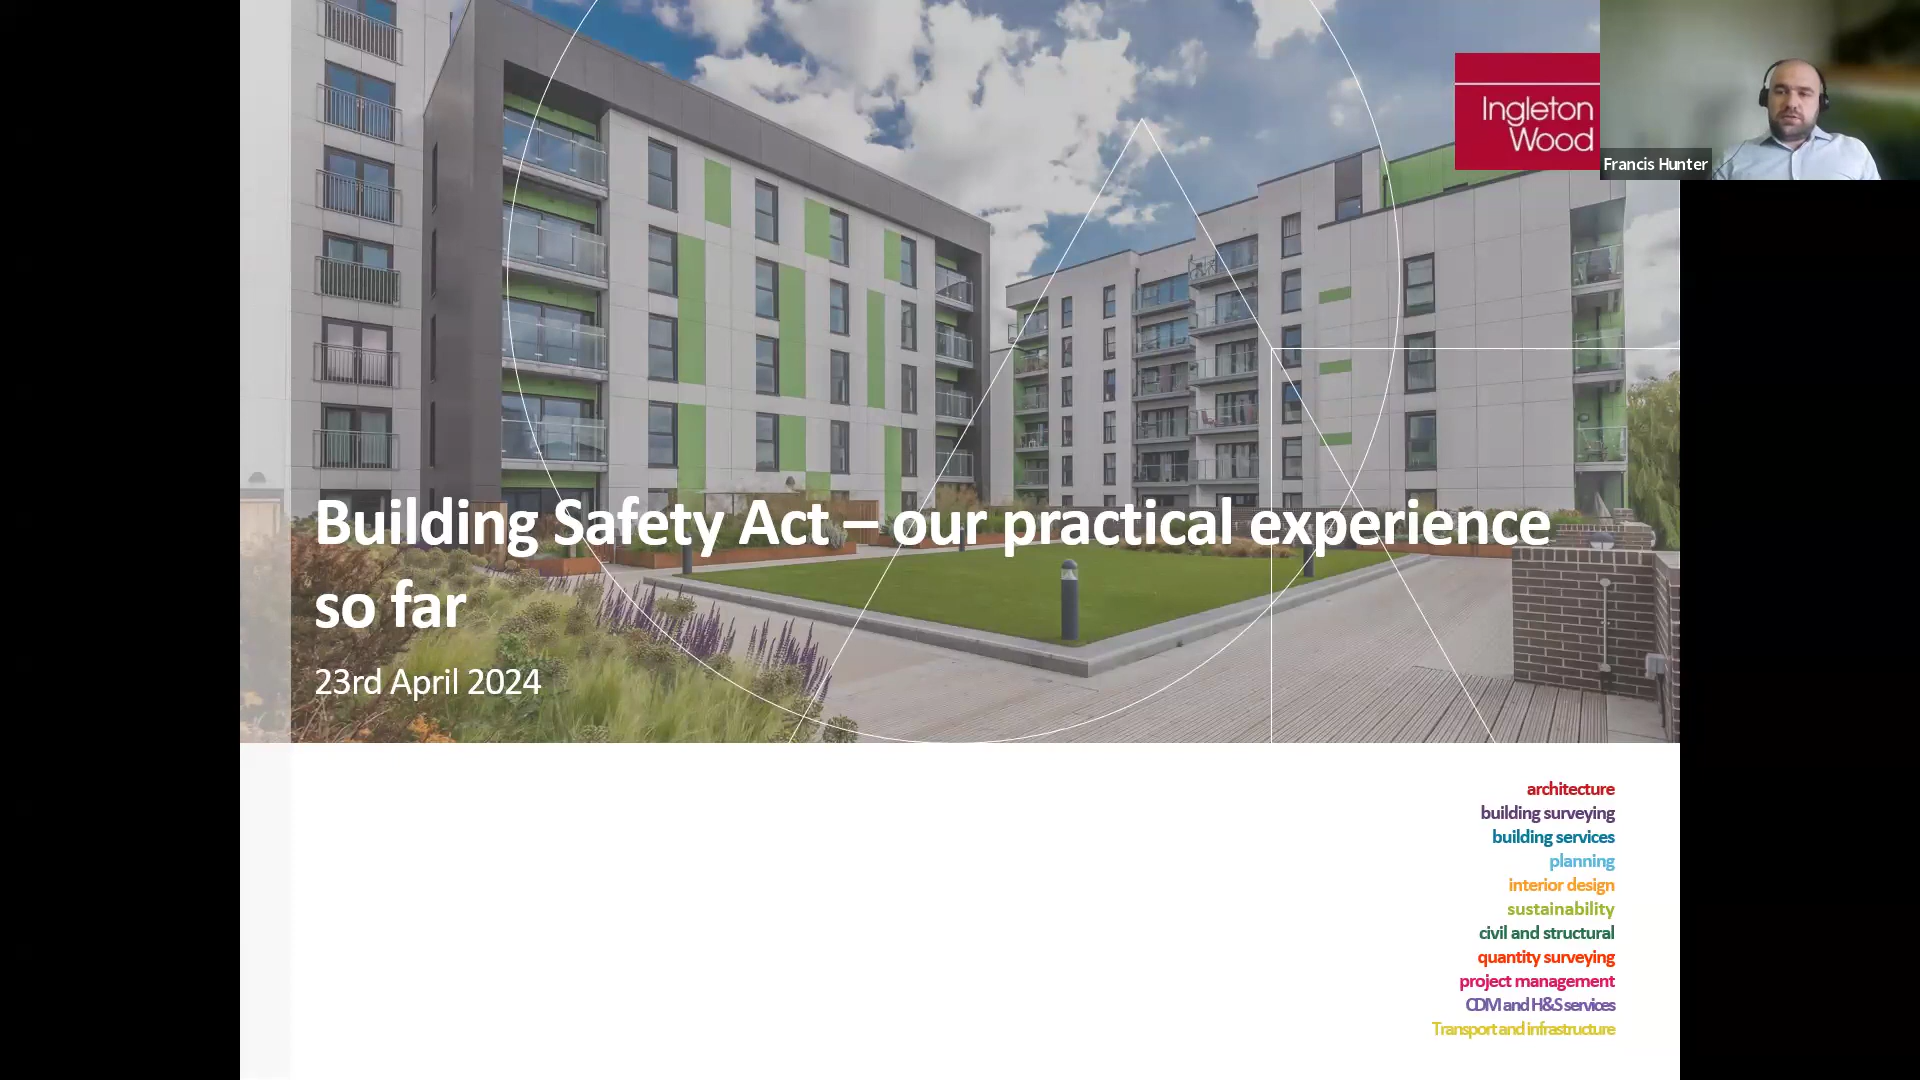 Ingleton
Wood
Francis Hunter
Building Safety Act – our practical experience
so far
23rd April 2024
architecture
building surveying
building services
planning
interior design
sustainability
civil and structural
quantity surveying
project management
CDM and H&S services
Transport and infrastructure